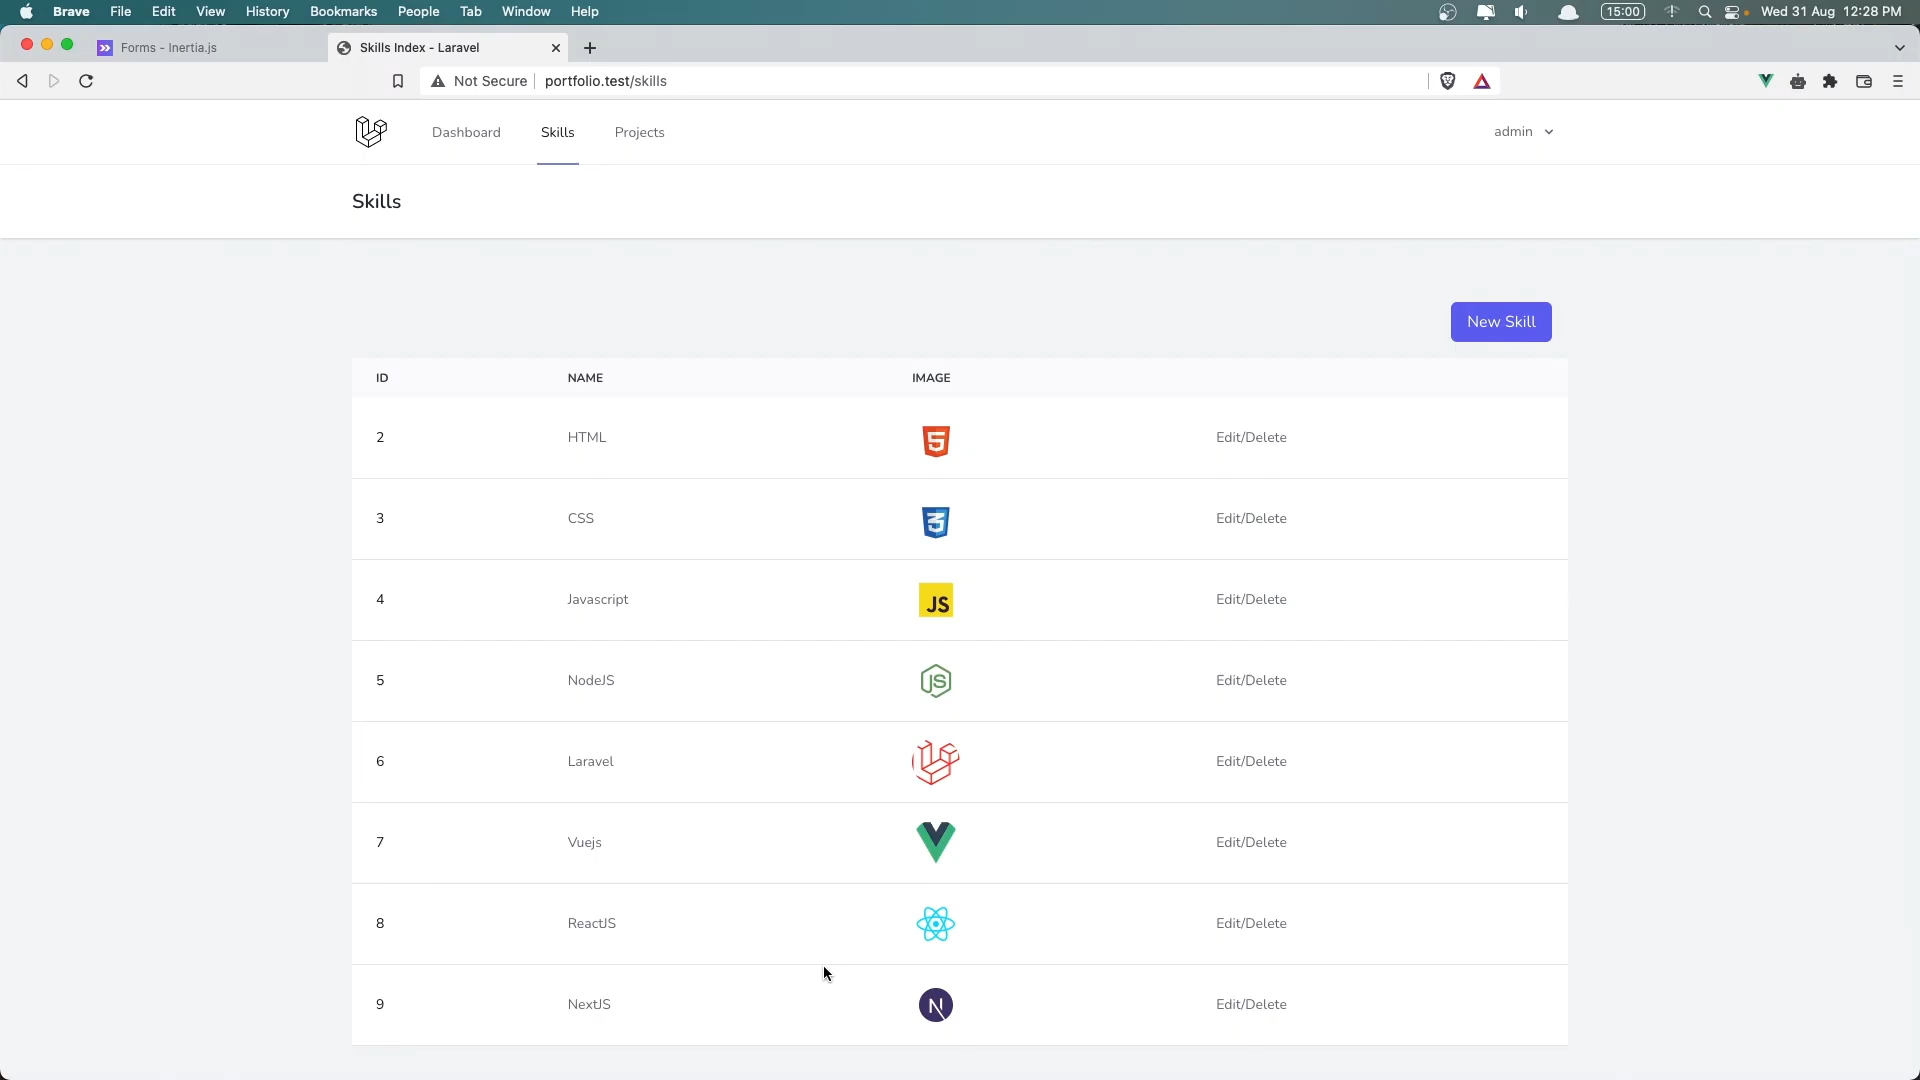 Brave File Edit View History Bookmarks People Tab Window Help 15:00 Wed 31 Aug 12:28 PM
Forms - Inertia.js Skills Index - Laravel
Not Secure portfolio.test/skills
Dashboard Skills Projects admin
Skills
New Skill
ID NAME IMAGE
2 HTML 5 Edit/Delete
3 CSS 3 Edit/Delete
4 Javascript JS Edit/Delete
5 NodeJS JS Edit/Delete
6 Laravel Edit/Delete
7 Vuejs Edit/Delete
8 ReactJS Edit/Delete
9 NextJS N Edit/Delete